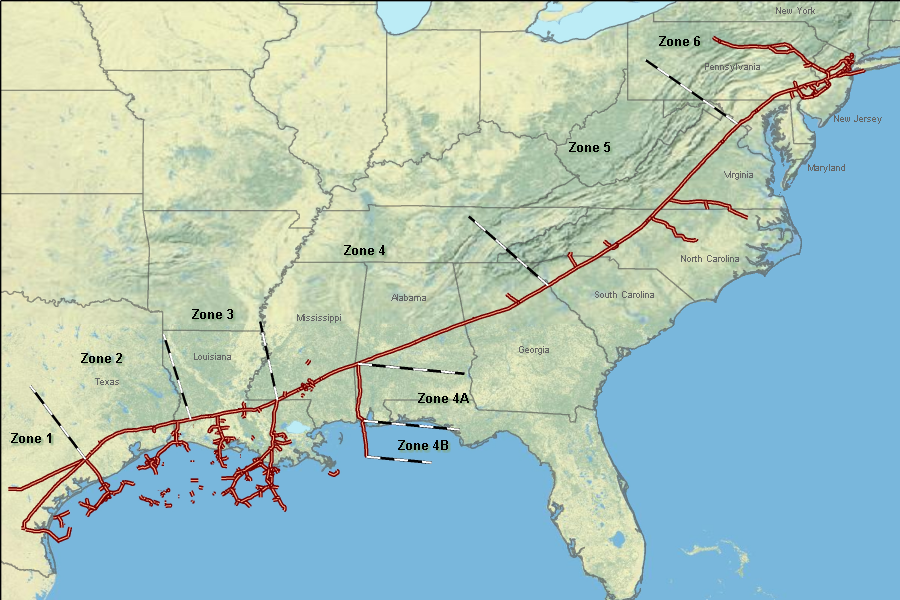 New York
Zone 6
Pennsylvania
New Jersey
Zone 5
Maryland
Virginia
Zone 4
North Carolina
Alabama
South Carolina
Zone 3
Mississippi
Georgia
Zone 2
Louisiana
Texas
Zone 4A
Zone 1
Zone 4B